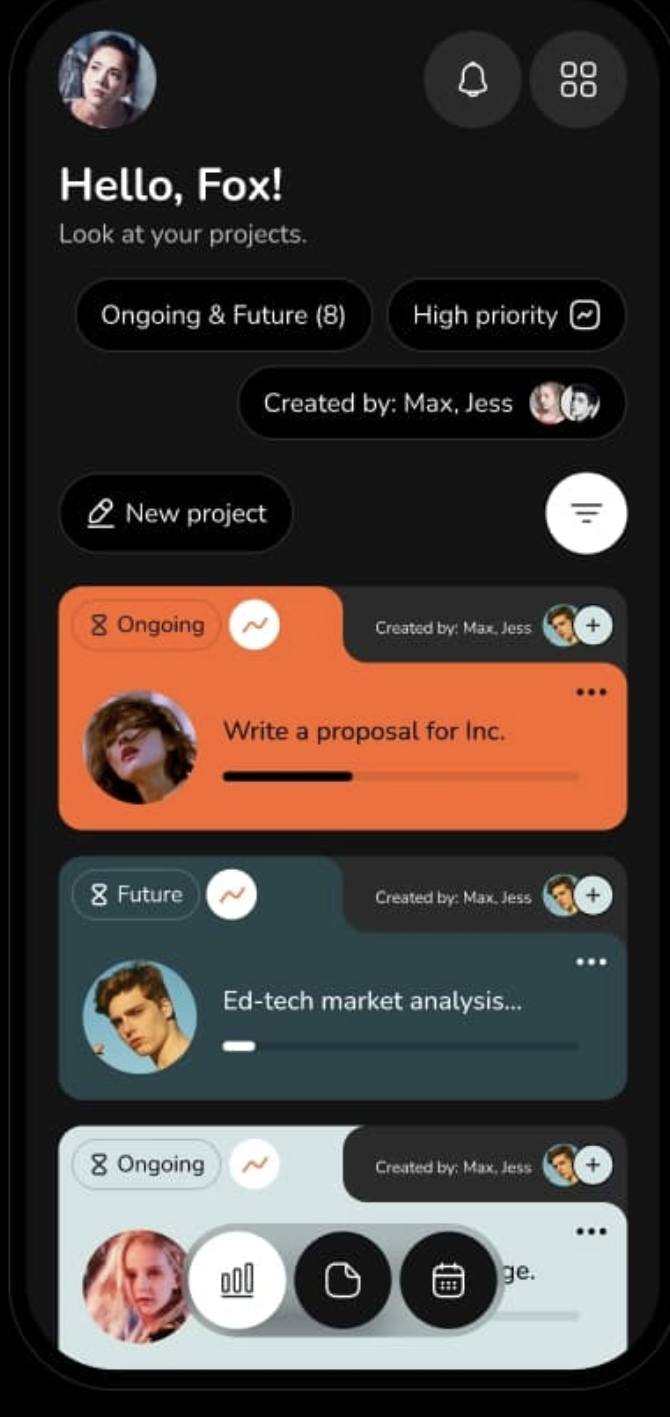 Hello, Fox!
Look at your projects.
Ongoing & Future (8)
High priority
Created by: Max, Jess
New project
Ongoing
Created by: Max, Jess
Write a proposal for Inc.
Future
Created by: Max, Jess
Ed-tech market analysis...
Ongoing
Created by: Max, Jess
ge.